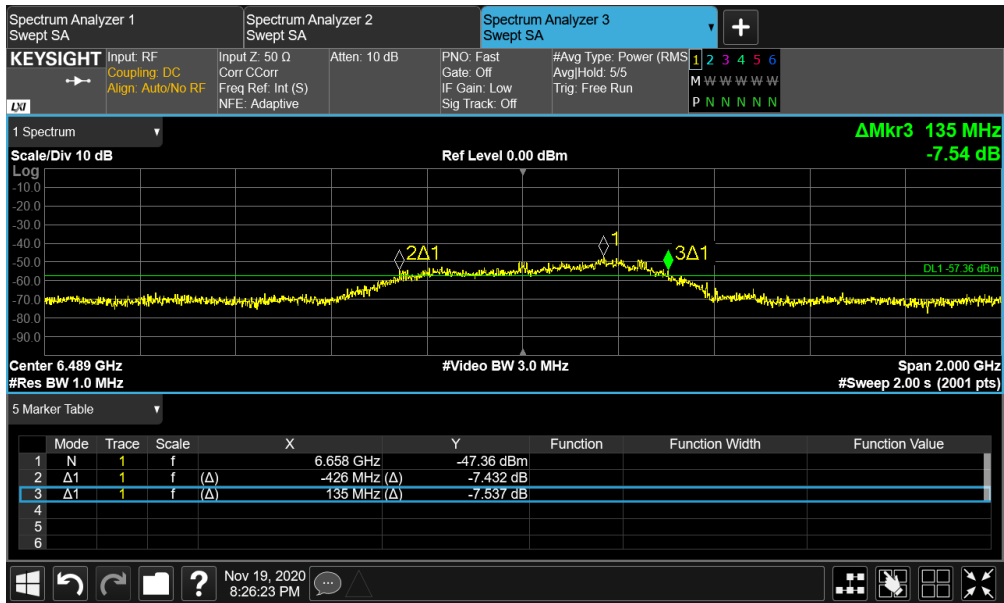 Spectrum Analyzer 1 Spectrum Analyzer 2 Spectrum Analyzer 3
Swept SA Swept SA Swept SA
KEYSIGHT Input: RF Input Z: 50 Ω Atten: 10 dB PNO: Fast #Avg Type: Power (RMS 1 2 3 4 5 6
Coupling: DC Corr CCorr Gate: Off Avg|Hold: 5/5 M W W W W W
Align: Auto/No RF Freq Ref: Int (S) IF Gain: Low Trig: Free Run
LXI NFE: Adaptive Sig Track: Off P N N N N N
1 Spectrum ΔMkr3 135 MHz
Scale/Div 10 dB Ref Level 0.00 dBm -7.54 dB
Log
-10.0
-20.0
-30.0
-40.0
2Δ1 1 3Δ1
-50.0
DL1 -57.36 dBm
-60.0
-70.0
-80.0
-90.0
Center 6.489 GHz #Video BW 3.0 MHz Span 2.000 GHz
#Res BW 1.0 MHz #Sweep 2.00 s (2001 pts)
5 Marker Table
Mode Trace Scale X Y Function Function Width Function Value
1 N 1 f 6.658 GHz -47.36 dBm
2 Δ1 1 f (Δ) -426 MHz (Δ) -7.432 dB
3 Δ1 1 f (Δ) 135 MHz (Δ) -7.537 dB
4
5
6
? Nov 19, 2020
8:26:23 PM